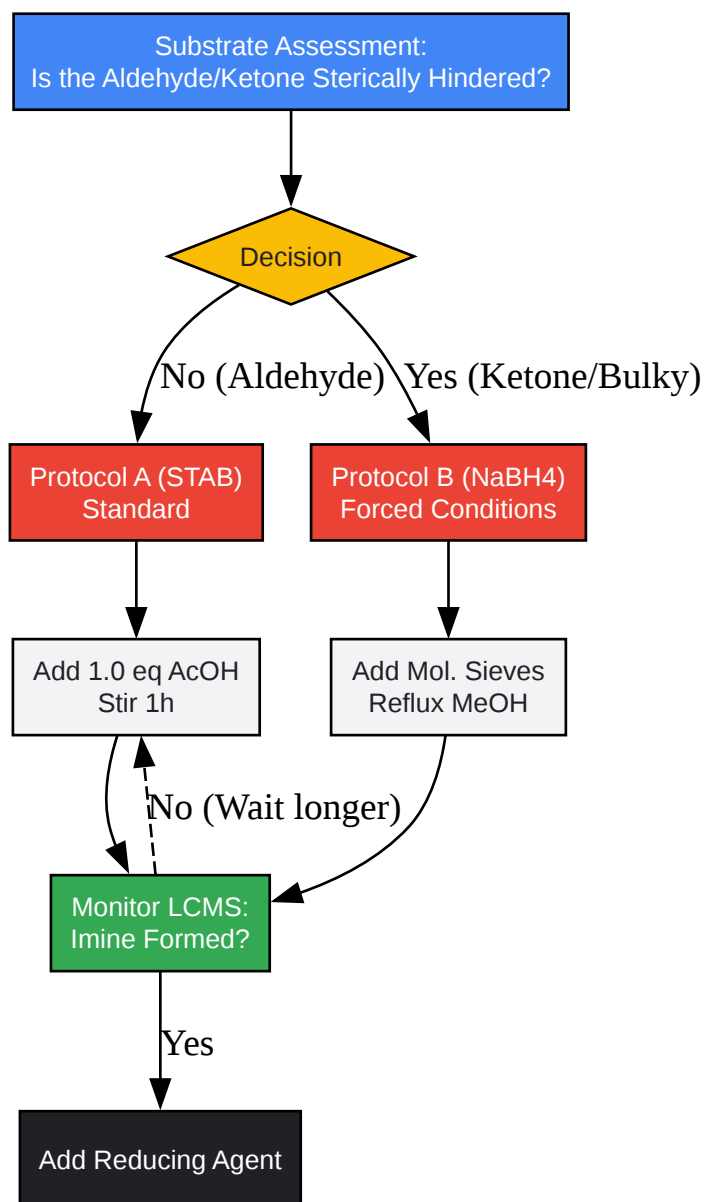 Substrate Assessment:
Is the Aldehyde/Ketone Sterically Hindered?
Decision
No (Aldehyde)
Yes (Ketone/Bulky)
Protocol A (STAB)
Standard
Protocol B (NaBH4)
Forced Conditions
Add 1.0 eq AcOH
Stir 1h
Add Mol. Sieves
Reflux MeOH
No (Wait longer)
Monitor LCMS:
Imine Formed?
Yes
Add Reducing Agent